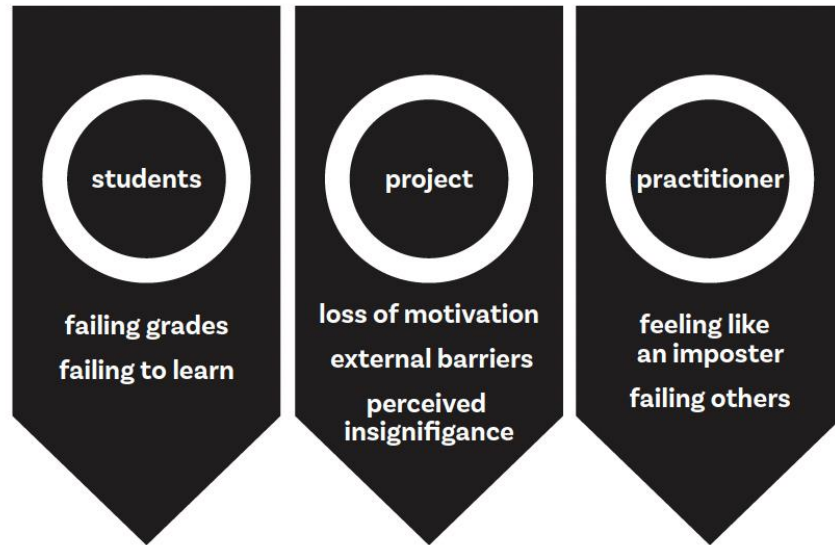 students
failing grades
failing to learn
project
loss of motivation
external barriers
perceived
insignifigance
practitioner
feeling like
an imposter
failing others